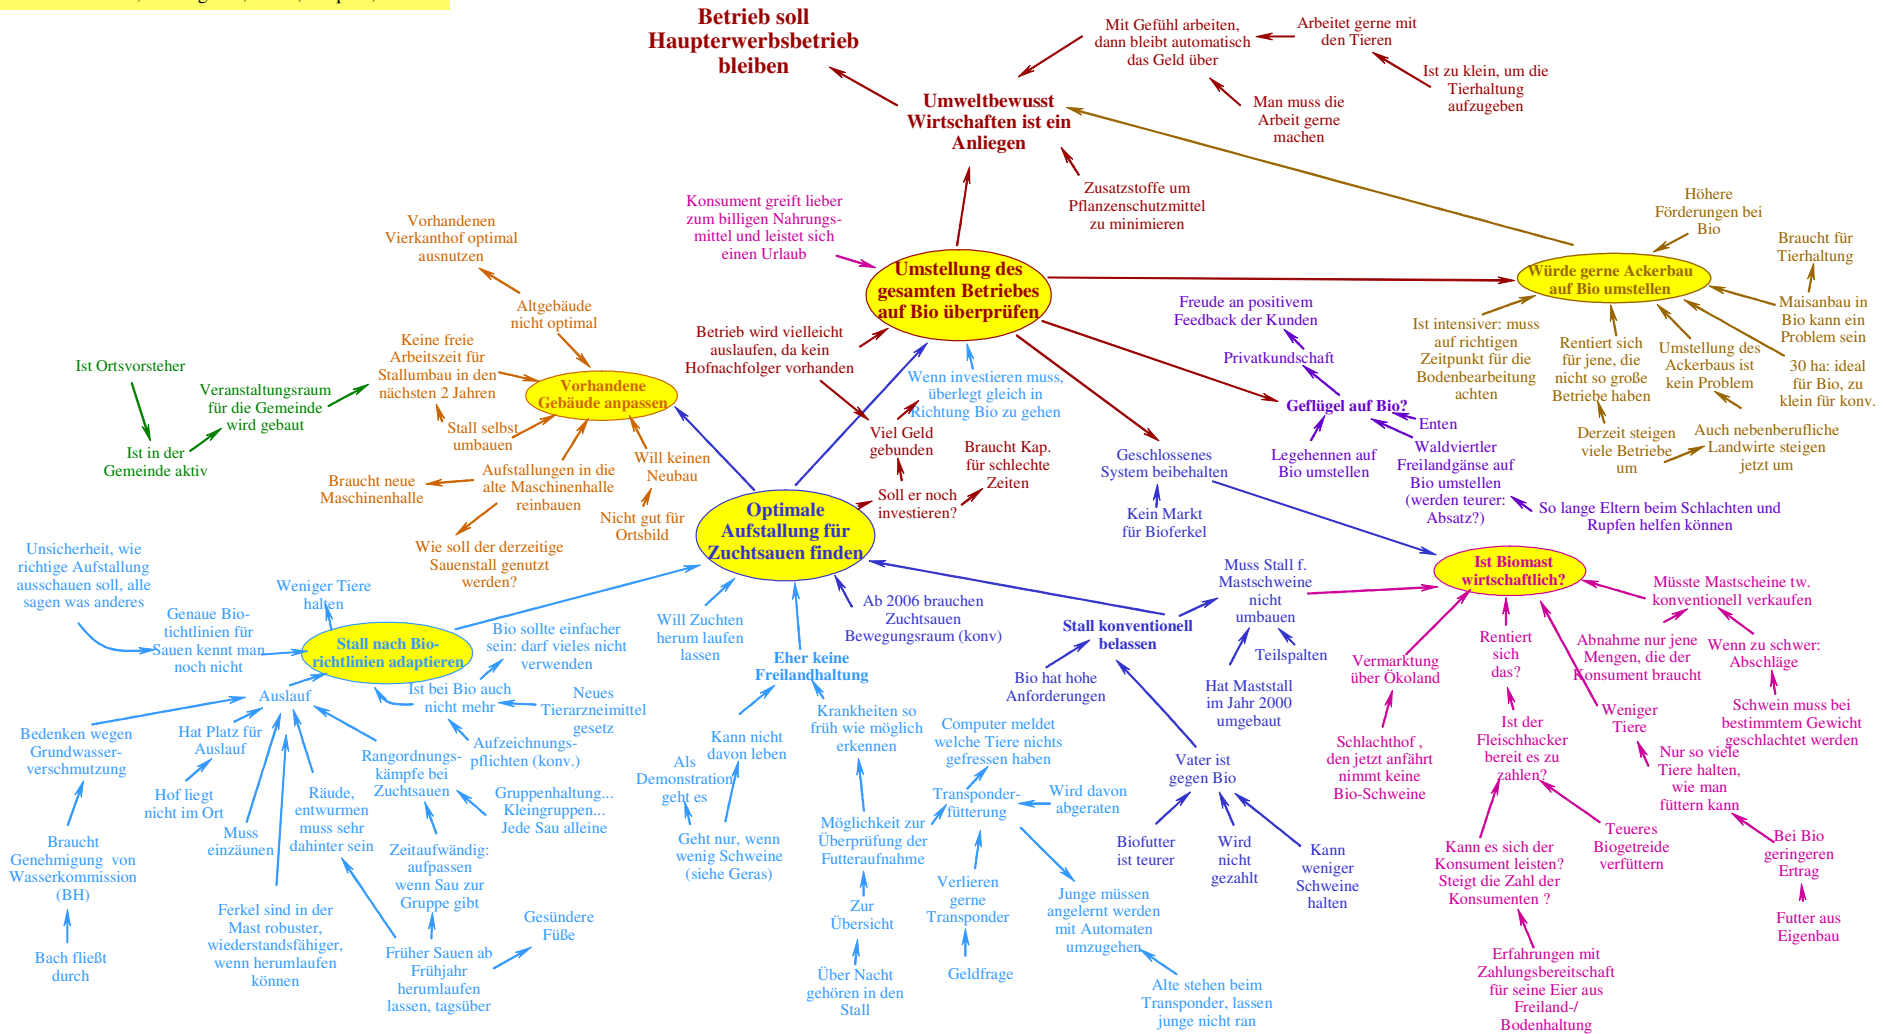 Betrieb soll
Haupterwerbsbetrieb
bleiben
Mit Gefühl arbeiten,
dann bleibt automatisch
das Geld über
Arbeitet gerne mit
den Tieren
Ist zu klein, um die
Tierhaltung
aufzugeben
Man muss die
Arbeit gerne
machen
Umweltbewusst
Wirtschaften ist ein
Anliegen
Zusatzstoffe um
Pflanzenschutzmittel
zu minimieren
Konsument greift lieber
zum billigen Nahrungs-
mittel und leistet sich
einen Urlaub
Umstellung des
gesamten Betriebes
auf Bio überprüfen
Höhere
Förderungen bei
Bio
Braucht für
Tierhaltung
Würde gerne Ackerbau
auf Bio umstellen
Maisanbau in
Bio kann ein
Problem sein
Ist intensiver: muss
auf richtigen
Zeitpunkt für die
Bodenbearbeitung
achten
Rentiert sich
für jene, die
nicht so große
Betriebe haben
Umstellung des
Ackerbaus ist
kein Problem
30 ha: ideal
für Bio, zu
klein für konv.
Derzeit steigen
viele Betriebe
um
Auch nebenberufliche
Landwirte steigen
jetzt um
Freude an positivem
Feedback der Kunden
Privatkundschaft
Geflügel auf Bio?
Enten
Legehennen auf
Bio umstellen
Waldviertler
Freilandgänse auf
Bio umstellen
(werden teurer:
Absatz?)
So lange Eltern beim Schlachten und
Rupfen helfen können
Vorhandenen
Vierkanthof optimal
ausnutzen
Altgebäude
nicht optimal
Keine freie
Arbeitszeit für
Stallumbau in den
nächsten 2 Jahren
Vorhandene
Gebäude anpassen
Stall selbst
umbauen
Ist Ortsvorsteher
Veranstaltungsraum
für die Gemeinde
wird gebaut
Ist in der
Gemeinde aktiv
Braucht neue
Maschinenhalle
Aufstallungen in die
alte Maschinenhalle
reinbauen
Will keinen
Neubau
Nicht gut für
Ortsbild
Wie soll der derzeitige
Sauenstall genutzt
werden?
Betrieb wird vielleicht
auslaufen, da kein
Hofnachfolger vorhanden
Wenn investieren muss,
überlegt gleich in
Richtung Bio zu gehen
Viel Geld
gebunden
Braucht Kap.
für schlechte
Zeiten
Soll er noch
investieren?
Optimale
Aufstallung für
Zuchtsauen finden
Geschlossenes
System beibehalten
Kein Markt
für Bioferkel
Unsicherheit, wie
richtige Aufstallung
ausschauen soll, alle
sagen was anderes
Weniger Tiere
halten
Genaue Bio-
tichtlinien für
Sauen kennt man
noch nicht
Stall nach Bio-
richtlinien adaptieren
Bio sollte einfacher
sein: darf vieles nicht
verwenden
Ist bei Bio auch
nicht mehr
Neues
Tierarzneimittel
gesetz
Aufzeichnungs-
pflichten (konv.)
Auslauf
Bedenken wegen
Grundwasser-
verschmutzung
Hat Platz für
Auslauf
Hof liegt
nicht im Ort
Muss
einzäunen
Räude,
entwurmen
muss sehr
dahinter sein
Rangordnungs-
kämpfe bei
Zuchtsauen
Gruppenhaltung...
Kleingruppen...
Jede Sau alleine
Braucht
Genehmigung von
Wasserkommission
(BH)
Bach fließt
durch
Ferkel sind in der
Mast robuster,
wiederstandsfähiger,
wenn herumlaufen
können
Zeitaufwändig:
aufpassen
wenn Sau zur
Gruppe gibt
Früher Sauen ab
Frühjahr
herumlaufen
lassen, tagsüber
Gesündere
Füße
Will Zuchten
herum laufen
lassen
Eher keine
Freilandhaltung
Ab 2006 brauchen
Zuchtsauen
Bewegungsraum (konv)
Kann nicht
davon leben
Als
Demonstration
geht es
Geht nur, wenn
wenig Schweine
(siehe Geras)
Krankheiten so
früh wie möglich
erkennen
Möglichkeit zur
Überprüfung der
Futteraufnahme
Zur
Übersicht
Über Nacht
gehören in den
Stall
Computer meldet
welche Tiere nichts
gefressen haben
Transponder-
fütterung
Wird davon
abgeraten
Verlieren
gerne
Transponder
Geldfrage
Junge müssen
angelernt werden
mit Automaten
umzugehen
Alte stehen beim
Transponder, lassen
junge nicht ran
Stall konventionell
belassen
Bio hat hohe
Anforderungen
Muss Stall f.
Mastschweine
nicht
umbauen
Teilspalten
Hat Maststall
im Jahr 2000
umgebaut
Vater ist
gegen Bio
Biofutter
ist teurer
Wird
nicht
gezahlt
Kann
weniger
Schweine
halten
Ist Biomast
wirtschaftlich?
Vermarktung
über Ökoland
Schlachthof ,
den jetzt anfährt
nimmt keine
Bio-Schweine
Rentiert
sich
das?
Ist der
Fleischhacker
bereit es zu
zahlen?
Müsste Mastscheine tw.
konventionell verkaufen
Abnahme nur jene
Mengen, die der
Konsument braucht
Wenn zu schwer:
Abschläge
Schwein muss bei
bestimmtem Gewicht
geschlachtet werden
Weniger
Tiere
Nur so viele
Tiere halten,
wie man
füttern kann
Bei Bio
geringeren
Ertrag
Futter aus
Eigenbau
Teueres
Biogetreide
verfüttern
Kann es sich der
Konsument leisten?
Steigt die Zahl der
Konsumenten ?
Erfahrungen mit
Zahlungsbereitschaft
für seine Eier aus
Freiland-/
Bodenhaltung